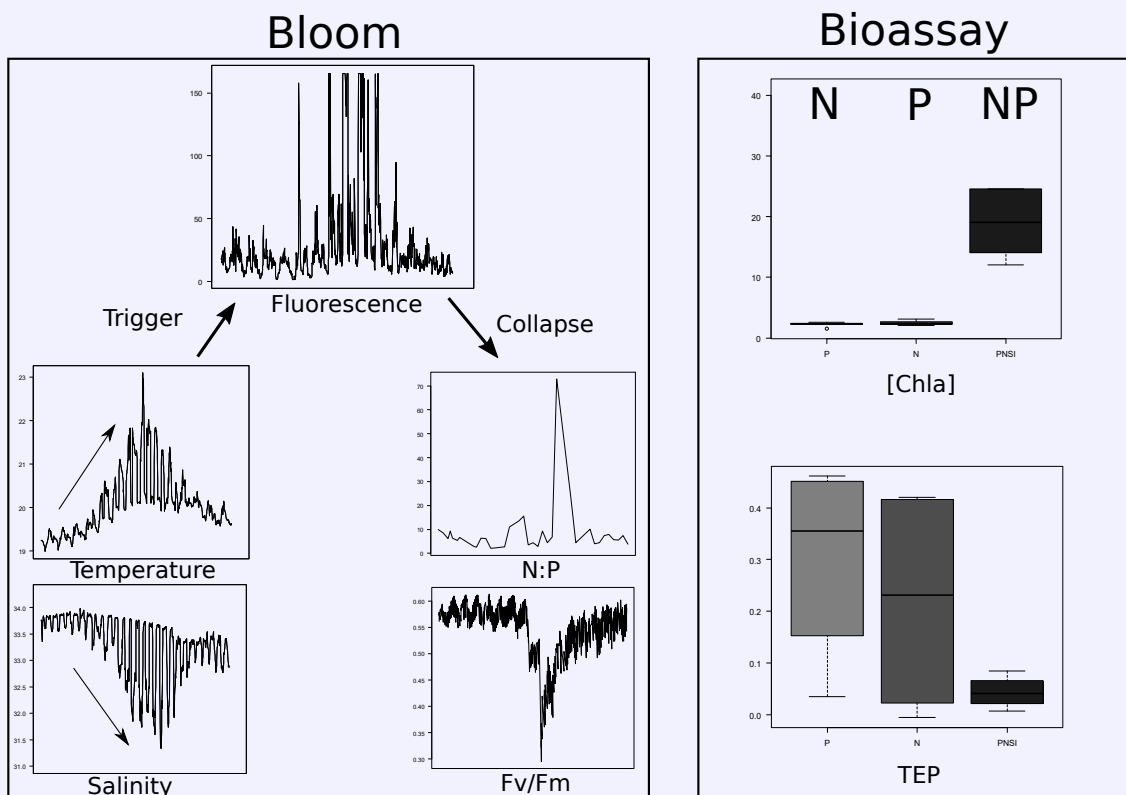 Bloom
150
100
50
0
Fluorescence
Trigger
Collapse
23
22
21
20
19
Temperature
70
60
50
40
30
20
10
0
N:P
34.0
33.5
33.0
32.5
32.0
31.5
31.0
Salinity
0.60
0.55
0.50
0.45
0.40
0.35
0.30
Fv/Fm
Bioassay
N P NP
40
30
20
10
0
P N PNSI
[Chla]
0.4
0.3
0.2
0.1
0.0
P N PNSI
TEP